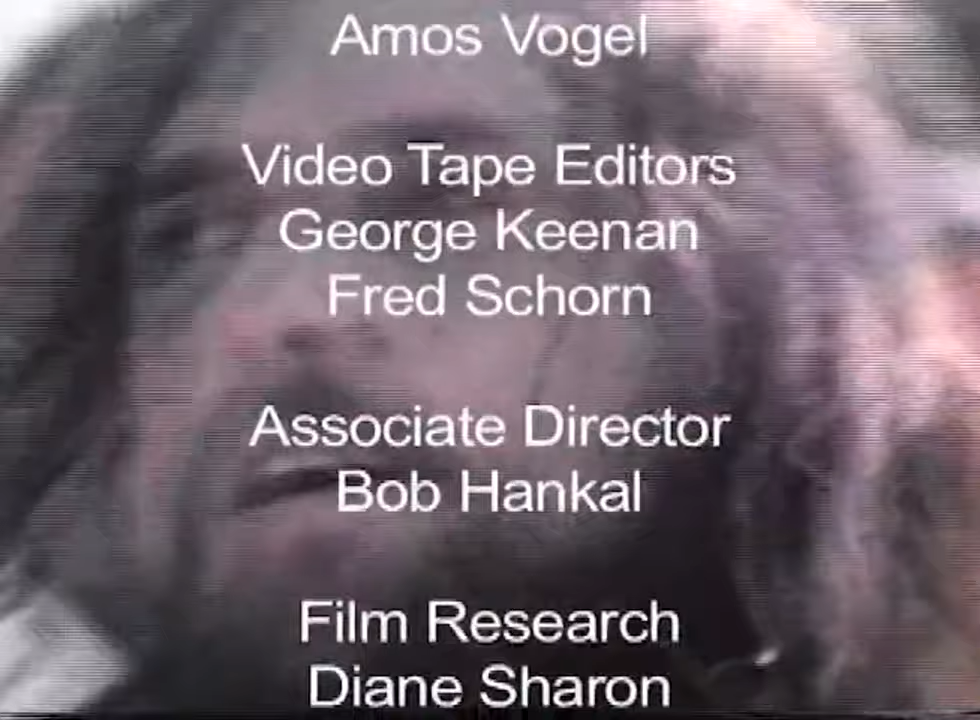 Amos Vogel
Video Tape Editors
George Keenan
Fred Schorn
Associate Director
Bob Hankal
Film Research
Diane Sharon